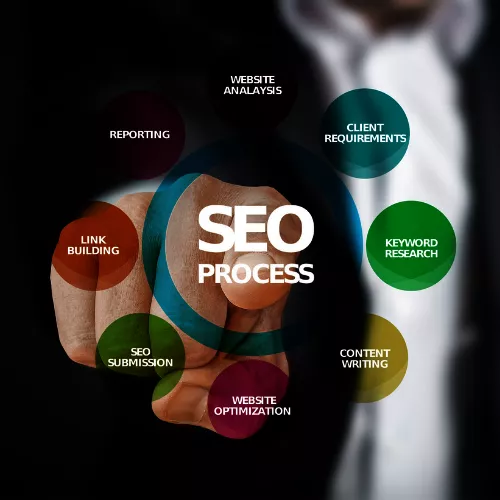 WEBSITE
ANALAYSIS
CLIENT
REQUIREMENTS
KEYWORD
RESEARCH
CONTENT
WRITING
WEBSITE
OPTIMIZATION
SEO
SUBMISSION
LINK
BUILDING
REPORTING
SEO
PROCESS